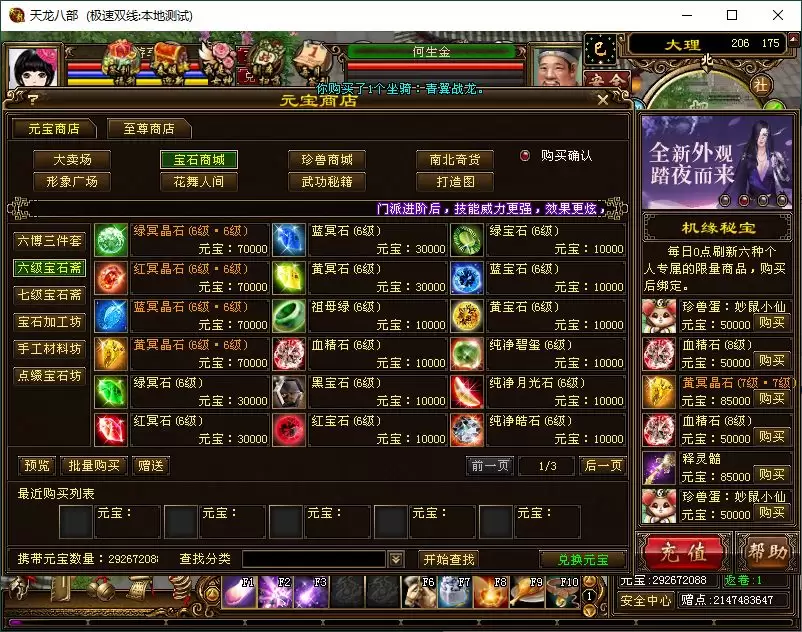 天龙八部 (极速双线:本地测试)
何生金
大理 206 175
北
安全
社
你购买了1个坐骑：青翼战龙。
元宝商店
?
元宝商店 至尊商店
大卖场 宝石商城 珍兽商城 南北奇货 购买确认
形象广场 花舞人间 武功秘籍 打造图
门派进阶后，技能威力更强，效果更炫，
六博三件套
六级宝石斋
七级宝石斋
宝石加工坊
手工材料坊
点缀宝石坊
绿冥晶石(6级·6级) 蓝冥石(6级) 绿宝石(6级)
元宝：70000 元宝：30000 元宝：10000
红冥晶石(6级·6级) 黄冥石(6级) 蓝宝石(6级)
元宝：70000 元宝：30000 元宝：10000
蓝冥晶石(6级·6级) 祖母绿(6级) 黄宝石(6级)
元宝：70000 元宝：10000 元宝：10000
黄冥晶石(6级·6级) 血精石(6级) 纯净碧玺(6级)
元宝：70000 元宝：10000 元宝：10000
绿冥石(6级) 黑宝石(6级) 纯净月光石(6级)
元宝：30000 元宝：10000 元宝：10000
红冥石(6级) 红宝石(6级) 纯净皓石(6级)
元宝：30000 元宝：10000 元宝：10000
预览 批量购买 赠送 前一页 1/3 后一页
最近购买列表
元宝： 元宝： 元宝： 元宝： 元宝：
携带元宝数量：29267208 查找分类 开始查找 兑换元宝
全新外观
踏夜而来
机缘秘宝
每日0点刷新六种个
人专属的限量商品，购买
后绑定。
珍兽蛋：妙鼠小仙
元宝：50000 购买
血精石(8级)
元宝：50000 购买
黄冥晶石(7级·7级)
元宝：85000 购买
血精石(8级)
元宝：50000 购买
释灵髓
元宝：85000 购买
珍兽蛋：妙鼠小仙
元宝：50000 购买
充值 帮助
F1 F2 F3 F6 F7 F8 F9 F10
1
元宝:292672088 返卷:1
安全中心 赠点:2147483647